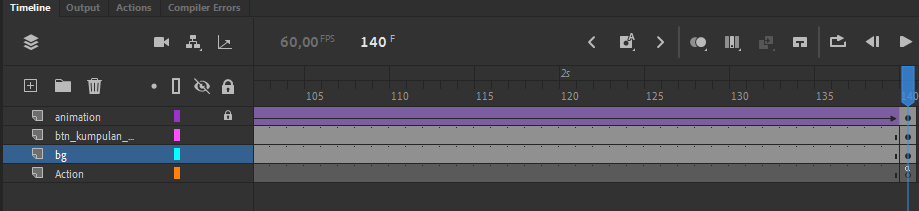 Timeline Output Actions Compiler Errors
60,00 FPS 140 F
2s
105 110 115 120 125 130 135 140
animation
btn_kumpulan_...
bg
Action